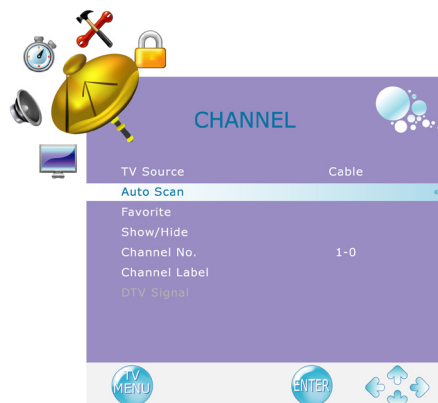 CHANNEL
TV Source Cable
Auto Scan
Favorite
Show/Hide
Channel No. 1-0
Channel Label
DTV Signal
TV MENU ENTER